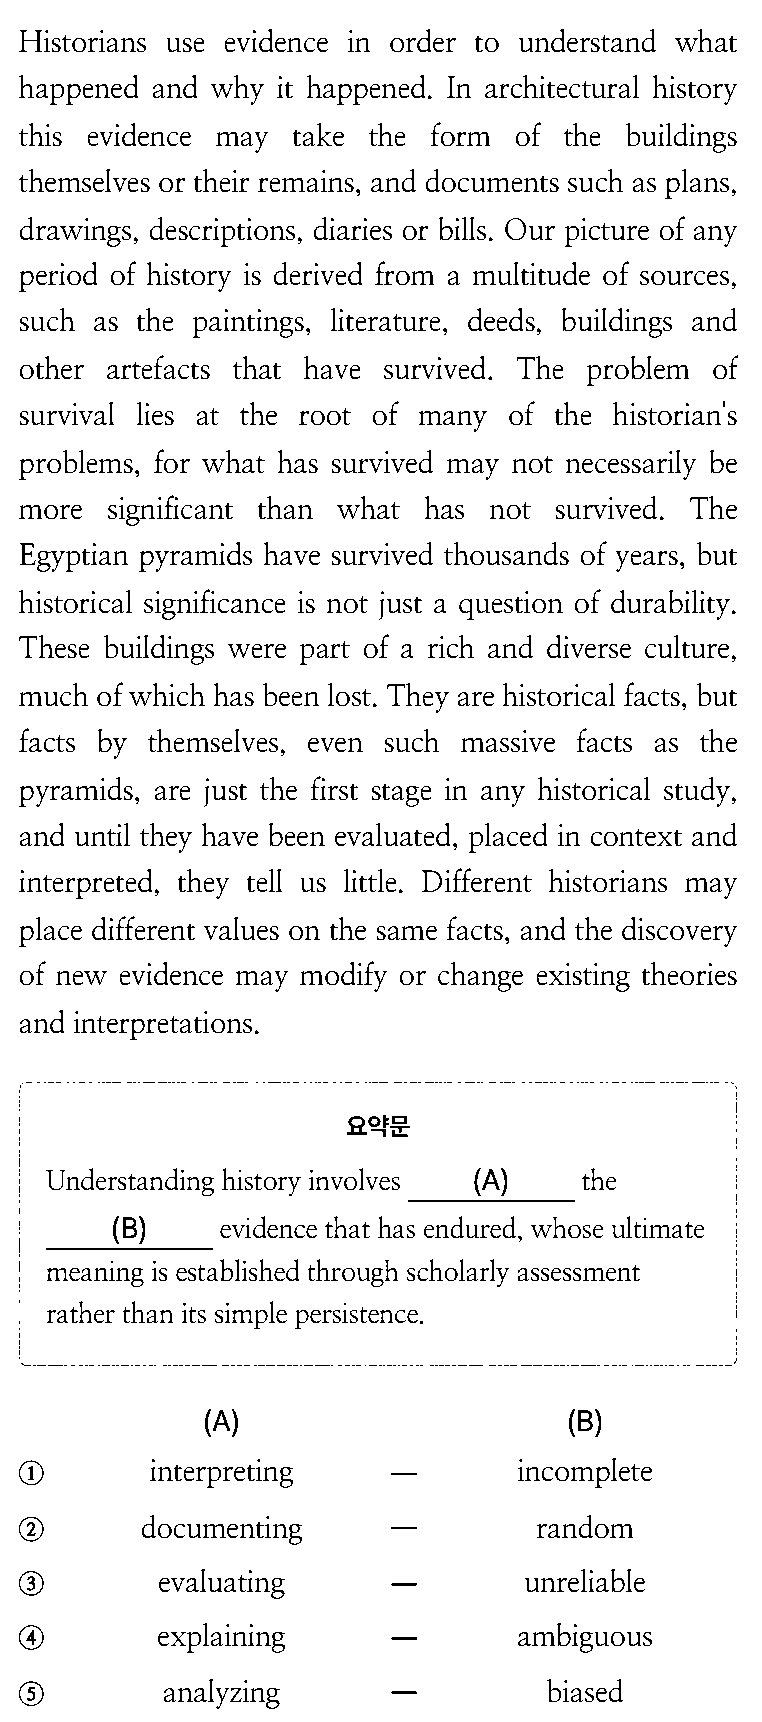 Historians use evidence in order to understand what
happened and why it happened. In architectural history
this evidence may take the form of the buildings
themselves or their remains, and documents such as plans,
drawings, descriptions, diaries or bills. Our picture of any
period of history is derived from a multitude of sources,
such as the paintings, literature, deeds, buildings and
other artefacts that have survived. The problem of
survival lies at the root of many of the historian's
problems, for what has survived may not necessarily be
more significant than what has not survived. The
Egyptian pyramids have survived thousands of years, but
historical significance is not just a question of durability.
These buildings were part of a rich and diverse culture,
much of which has been lost. They are historical facts, but
facts by themselves, even such massive facts as the
pyramids, are just the first stage in any historical study,
and until they have been evaluated, placed in context and
interpreted, they tell us little. Different historians may
place different values on the same facts, and the discovery
of new evidence may modify or change existing theories
and interpretations.
요약문
Understanding history involves (A) the
(B) evidence that has endured, whose ultimate
meaning is established through scholarly assessment
rather than its simple persistence.
(A) (B)
① interpreting — incomplete
② documenting — random
③ evaluating — unreliable
④ explaining — ambiguous
⑤ analyzing — biased